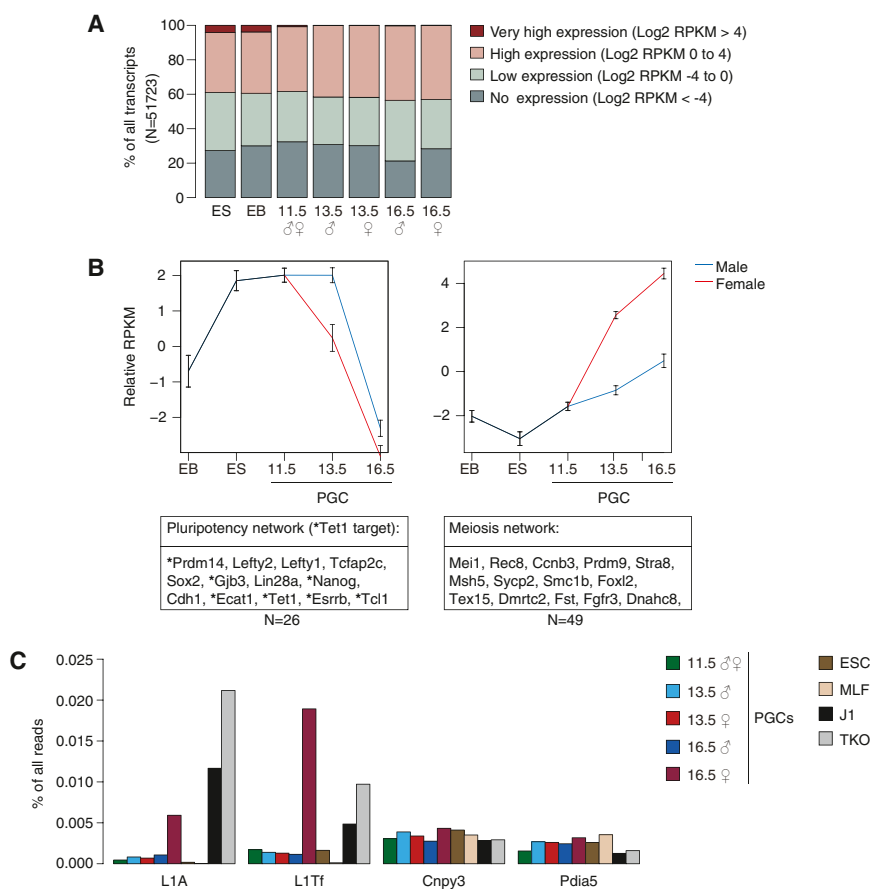 A
100
80
60
40
20
0
% of all transcripts
(N=51723)
ES EB 11.5 13.5 13.5 16.5 16.5
♂♀ ♂ ♀ ♂ ♀
Very high expression (Log2 RPKM > 4)
High expression (Log2 RPKM 0 to 4)
Low expression (Log2 RPKM -4 to 0)
No expression (Log2 RPKM < -4)
B
Relative RPKM
2
1
0
−1
−2
EB ES 11.5 13.5 16.5
PGC
4
2
0
−2
EB ES 11.5 13.5 16.5
PGC
Male
Female
Pluripotency network (*Tet1 target):
*Prdm14, Lefty2, Lefty1, Tcfap2c,
Sox2, *Gjb3, Lin28a, *Nanog,
Cdh1, *Ecat1, *Tet1, *Esrrb, *Tcl1
N=26
Meiosis network:
Mei1, Rec8, Ccnb3, Prdm9, Stra8,
Msh5, Sycp2, Smc1b, Foxl2,
Tex15, Dmrtc2, Fst, Fgfr3, Dnahc8,
N=49
C
% of all reads
0.025
0.020
0.015
0.010
0.005
0.000
L1A L1Tf Cnpy3 Pdia5
11.5 ♂♀
13.5 ♂
13.5 ♀
16.5 ♂
16.5 ♀
PGCs
ESC
MLF
J1
TKO